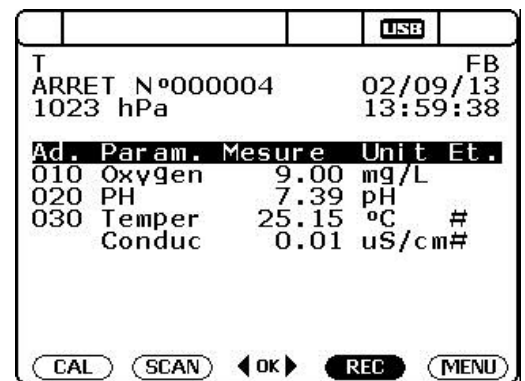 USB
T FB
ARRET Nº000004 02/09/13
1023 hPa 13:59:38
Ad. Param. Mesure Unit Et.
010 Oxygen 9.00 mg/L
020 PH 7.39 pH
030 Temper 25.15 ºC #
Conduc 0.01 uS/cm#
CAL SCAN OK REC MENU